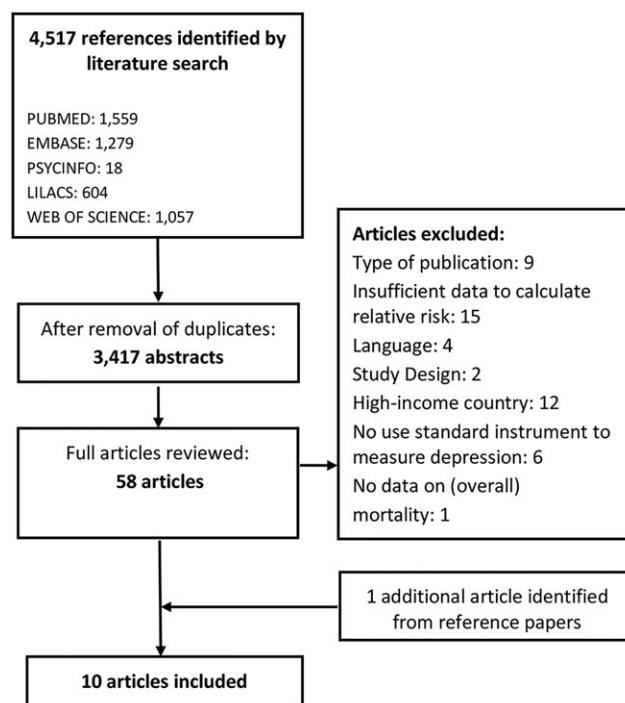 4,517 references identified by
literature search
PUBMED: 1,559
EMBASE: 1,279
PSYCINFO: 18
LILACS: 604
WEB OF SCIENCE: 1,057
After removal of duplicates:
3,417 abstracts
Full articles reviewed:
58 articles
Articles excluded:
Type of publication: 9
Insufficient data to calculate
relative risk: 15
Language: 4
Study Design: 2
High-income country: 12
No use standard instrument to
measure depression: 6
No data on (overall)
mortality: 1
1 additional article identified
from reference papers
10 articles included